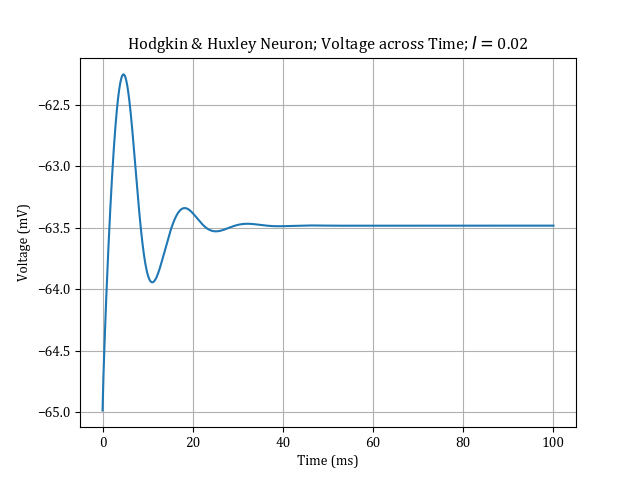 Hodgkin & Huxley Neuron; Voltage across Time; I = 0.02
−62.5
−63.0
−63.5
−64.0
−64.5
−65.0
Voltage (mV)
0 20 40 60 80 100
Time (ms)